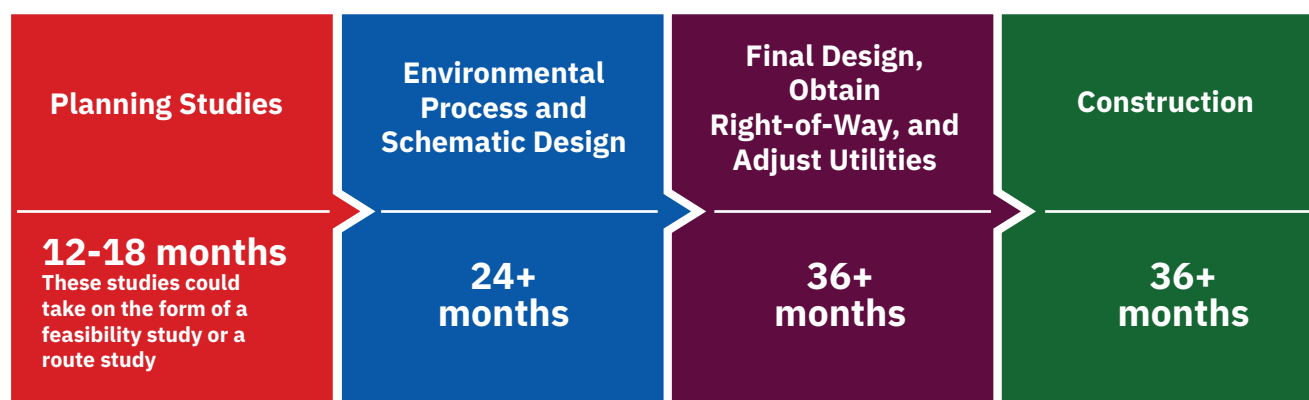 Planning Studies
12-18 months
These studies could
take on the form of a
feasibility study or a
route study
Environmental
Process and
Schematic Design
24+
months
Final Design,
Obtain
Right-of-Way, and
Adjust Utilities
36+
months
Construction
36+
months